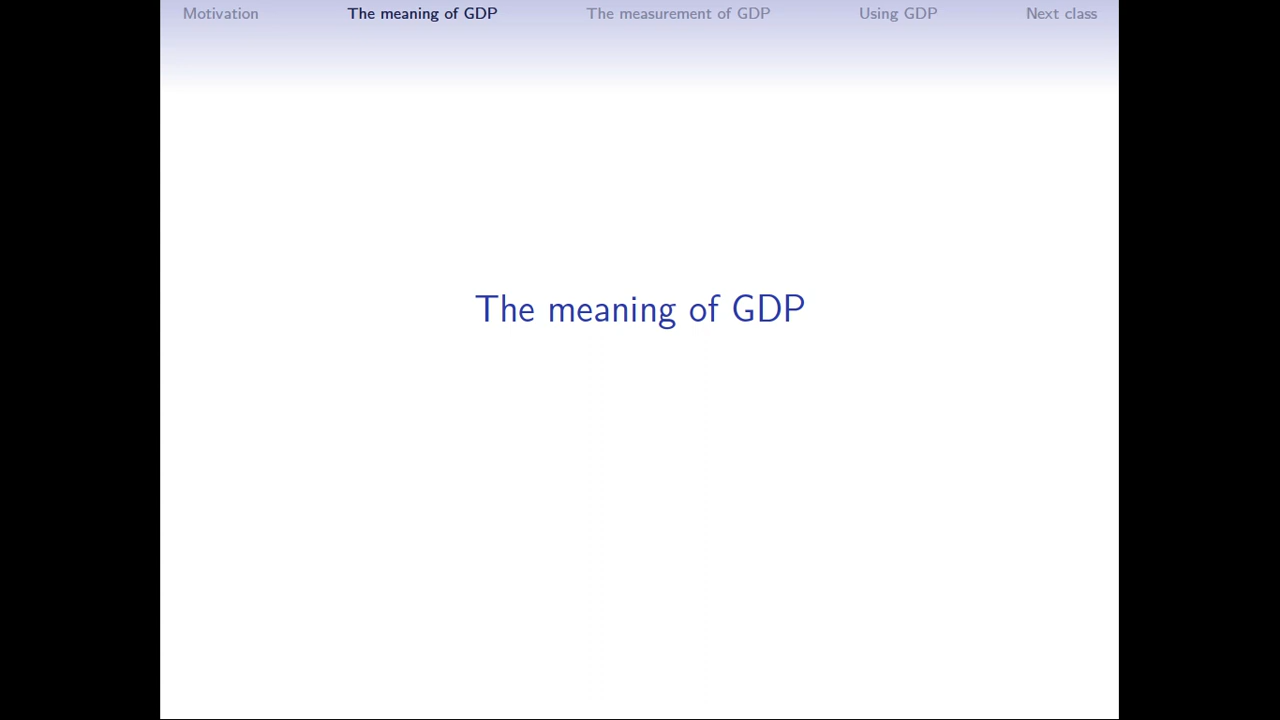 Motivation The meaning of GDP The measurement of GDP Using GDP Next class
The meaning of GDP